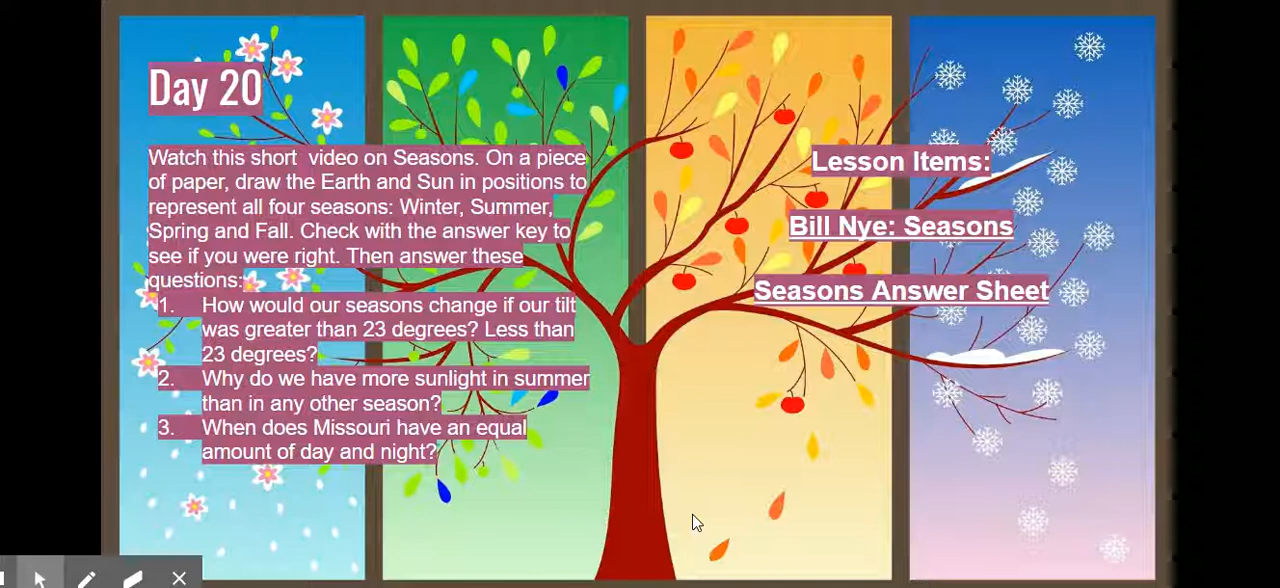 Day 20
Watch this short  video on Seasons. On a piece
of paper, draw the Earth and Sun in positions to
represent all four seasons: Winter, Summer,
Spring and Fall. Check with the answer key to
see if you were right. Then answer these
questions:
1. How would our seasons change if our tilt
was greater than 23 degrees? Less than
23 degrees?
2. Why do we have more sunlight in summer
than in any other season?
3. When does Missouri have an equal
amount of day and night?
Lesson Items:
Bill Nye: Seasons
Seasons Answer Sheet